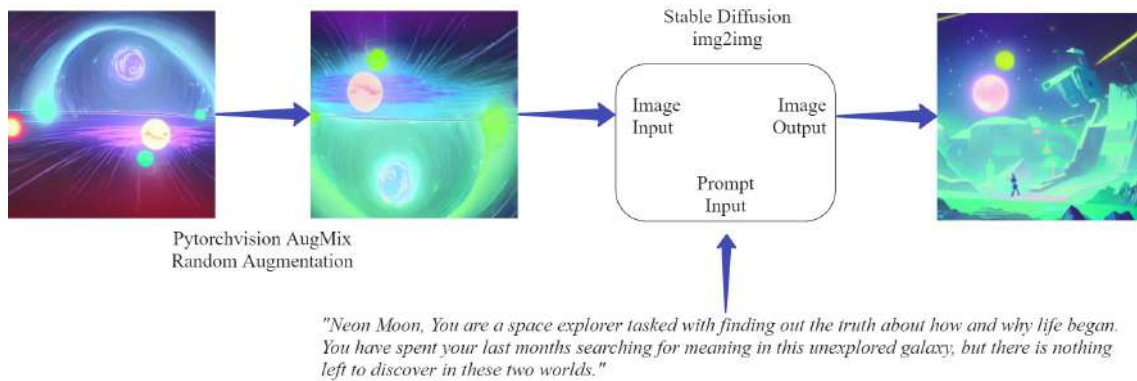 Stable Diffusion
img2img
Image
Input
Image
Output
Prompt
Input
Pytorchvision AugMix
Random Augmentation
"Neon Moon, You are a space explorer tasked with finding out the truth about how and why life began.
You have spent your last months searching for meaning in this unexplored galaxy, but there is nothing
left to discover in these two worlds."